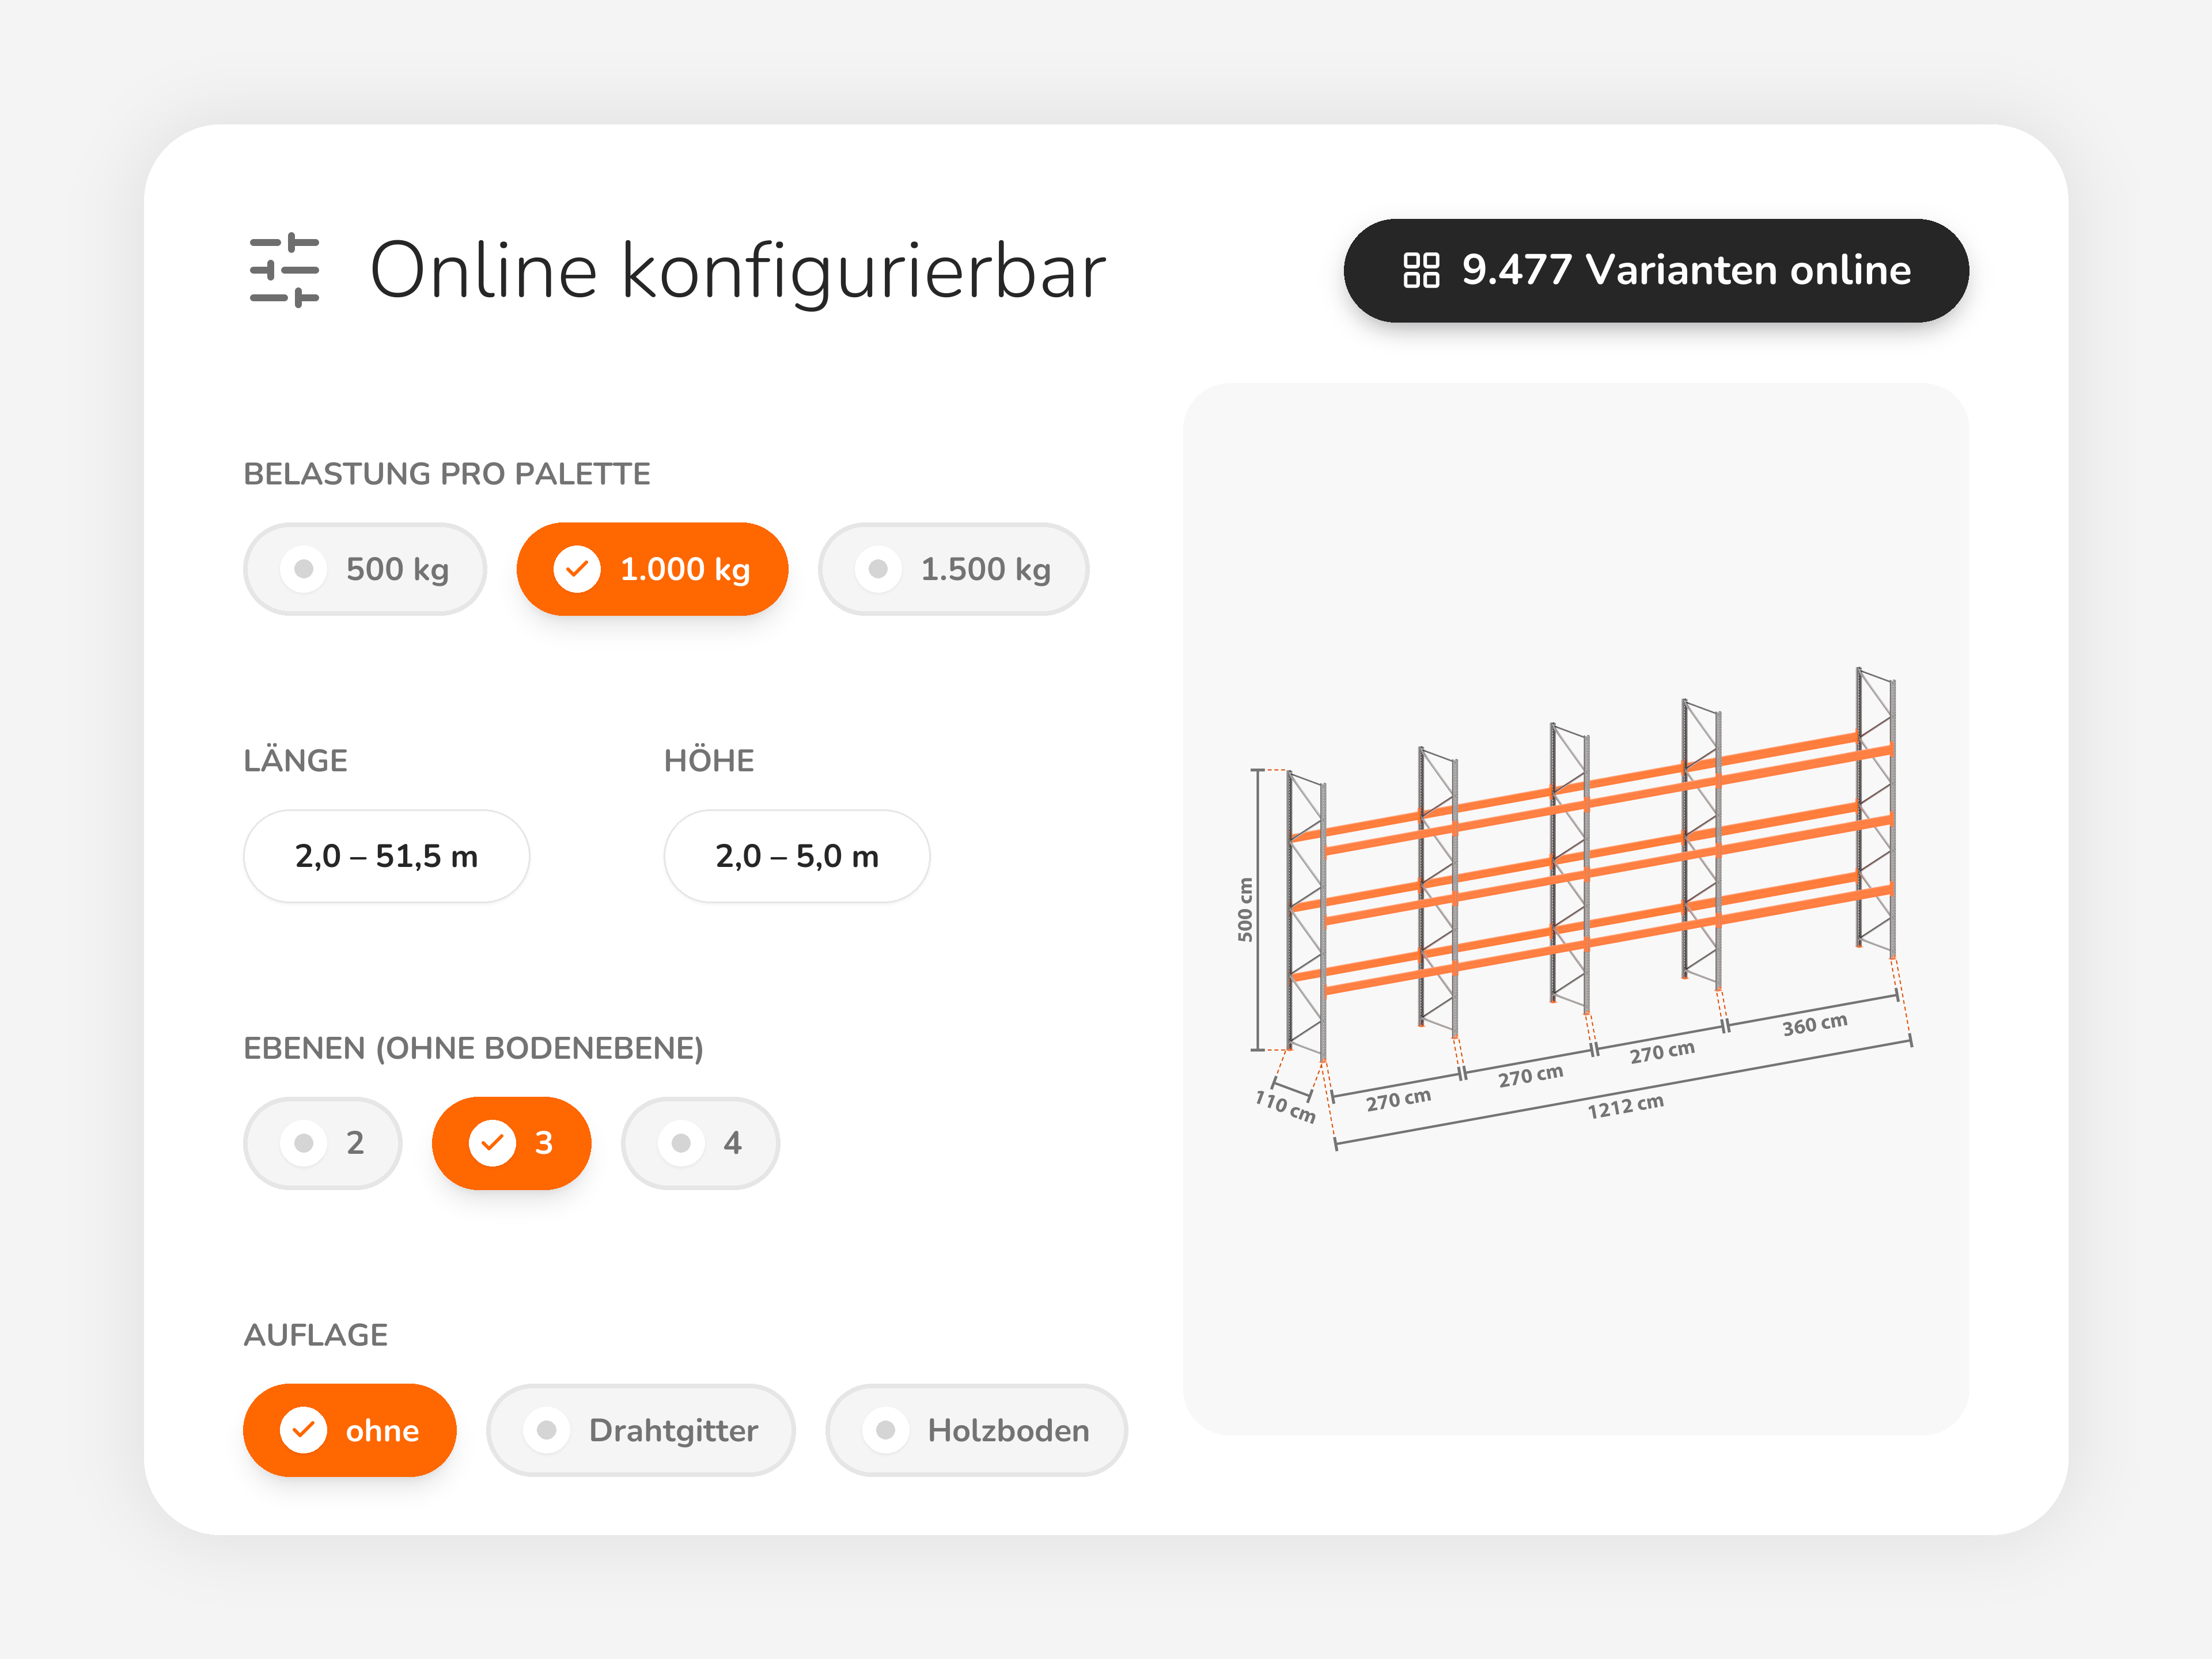 Online konfigurierbar
9.477 Varianten online
BELASTUNG PRO PALETTE
500 kg
1.000 kg
1.500 kg
LÄNGE
HÖHE
2,0 – 51,5 m
2,0 – 5,0 m
EBENEN (OHNE BODENEBENE)
2
3
4
AUFLAGE
ohne
Drahtgitter
Holzboden
500 cm
110 cm
270 cm
270 cm
270 cm
360 cm
1212 cm